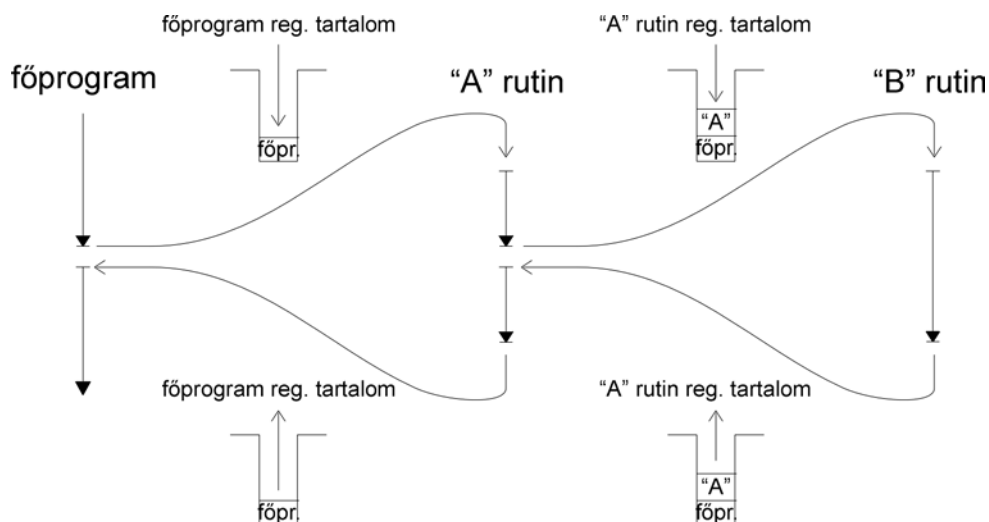 főprogram reg. tartalom
“A” rutin reg. tartalom
főprogram
“A” rutin
“B” rutin
főpr.
“A”
főpr.
főprogram reg. tartalom
“A” rutin reg. tartalom
főpr.
“A”
főpr.